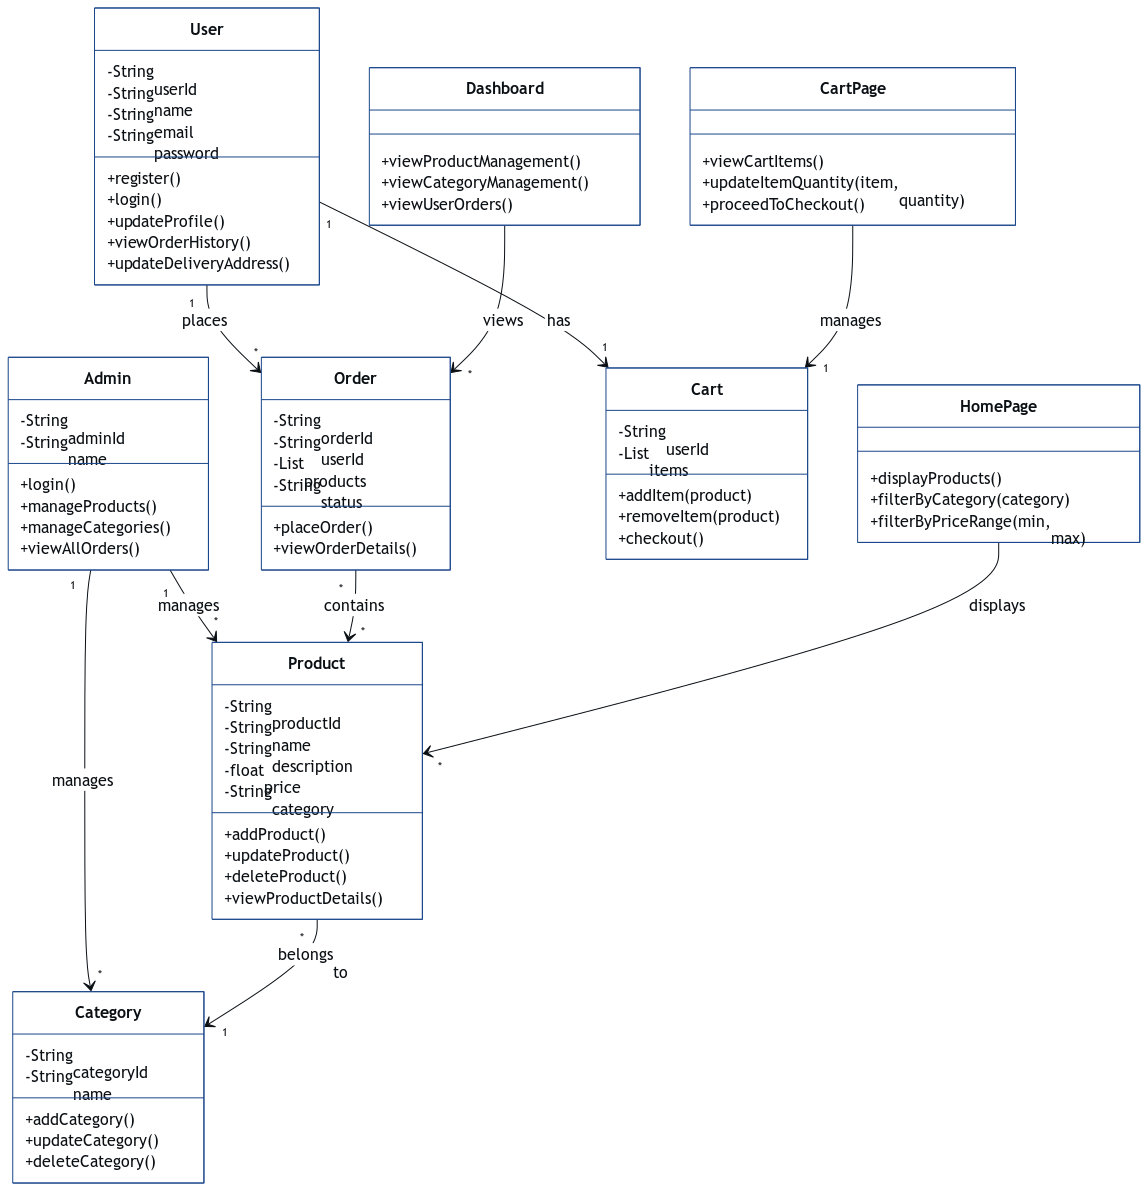 User
-String userId
-String name
-String email
-String password
+register()
+login()
+updateProfile()
+viewOrderHistory()
+updateDeliveryAddress()
Dashboard
+viewProductManagement()
+viewCategoryManagement()
+viewUserOrders()
CartPage
+viewCartItems()
+updateItemQuantity(item, quantity)
+proceedToCheckout()
1
1
places
*
views
*
has
1
manages
1
Admin
-String adminId
-String name
+login()
+manageProducts()
+manageCategories()
+viewAllOrders()
Order
-String orderId
-String userId
-List products
-String status
+placeOrder()
+viewOrderDetails()
Cart
-String userId
-List items
+addItem(product)
+removeItem(product)
+checkout()
HomePage
+displayProducts()
+filterByCategory(category)
+filterByPriceRange(min, max)
1
1
manages
*
*
contains
*
displays
*
Product
-String productId
-String name
-String description
-float price
-String category
+addProduct()
+updateProduct()
+deleteProduct()
+viewProductDetails()
manages
*
*
belongs to
1
Category
-String categoryId
-String name
+addCategory()
+updateCategory()
+deleteCategory()